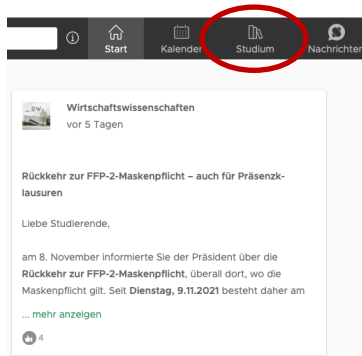 Start Kalender Studium Nachrichten
Wirtschaftswissenschaften
vor 5 Tagen
Rückkehr zur FFP-2-Maskenpflicht – auch für Präsenzk-
lausuren
Liebe Studierende,
am 8. November informierte Sie der Präsident über die
Rückkehr zur FFP-2-Maskenpflicht, überall dort, wo die
Maskenpflicht gilt. Seit Dienstag, 9.11.2021 besteht daher am
... mehr anzeigen
4